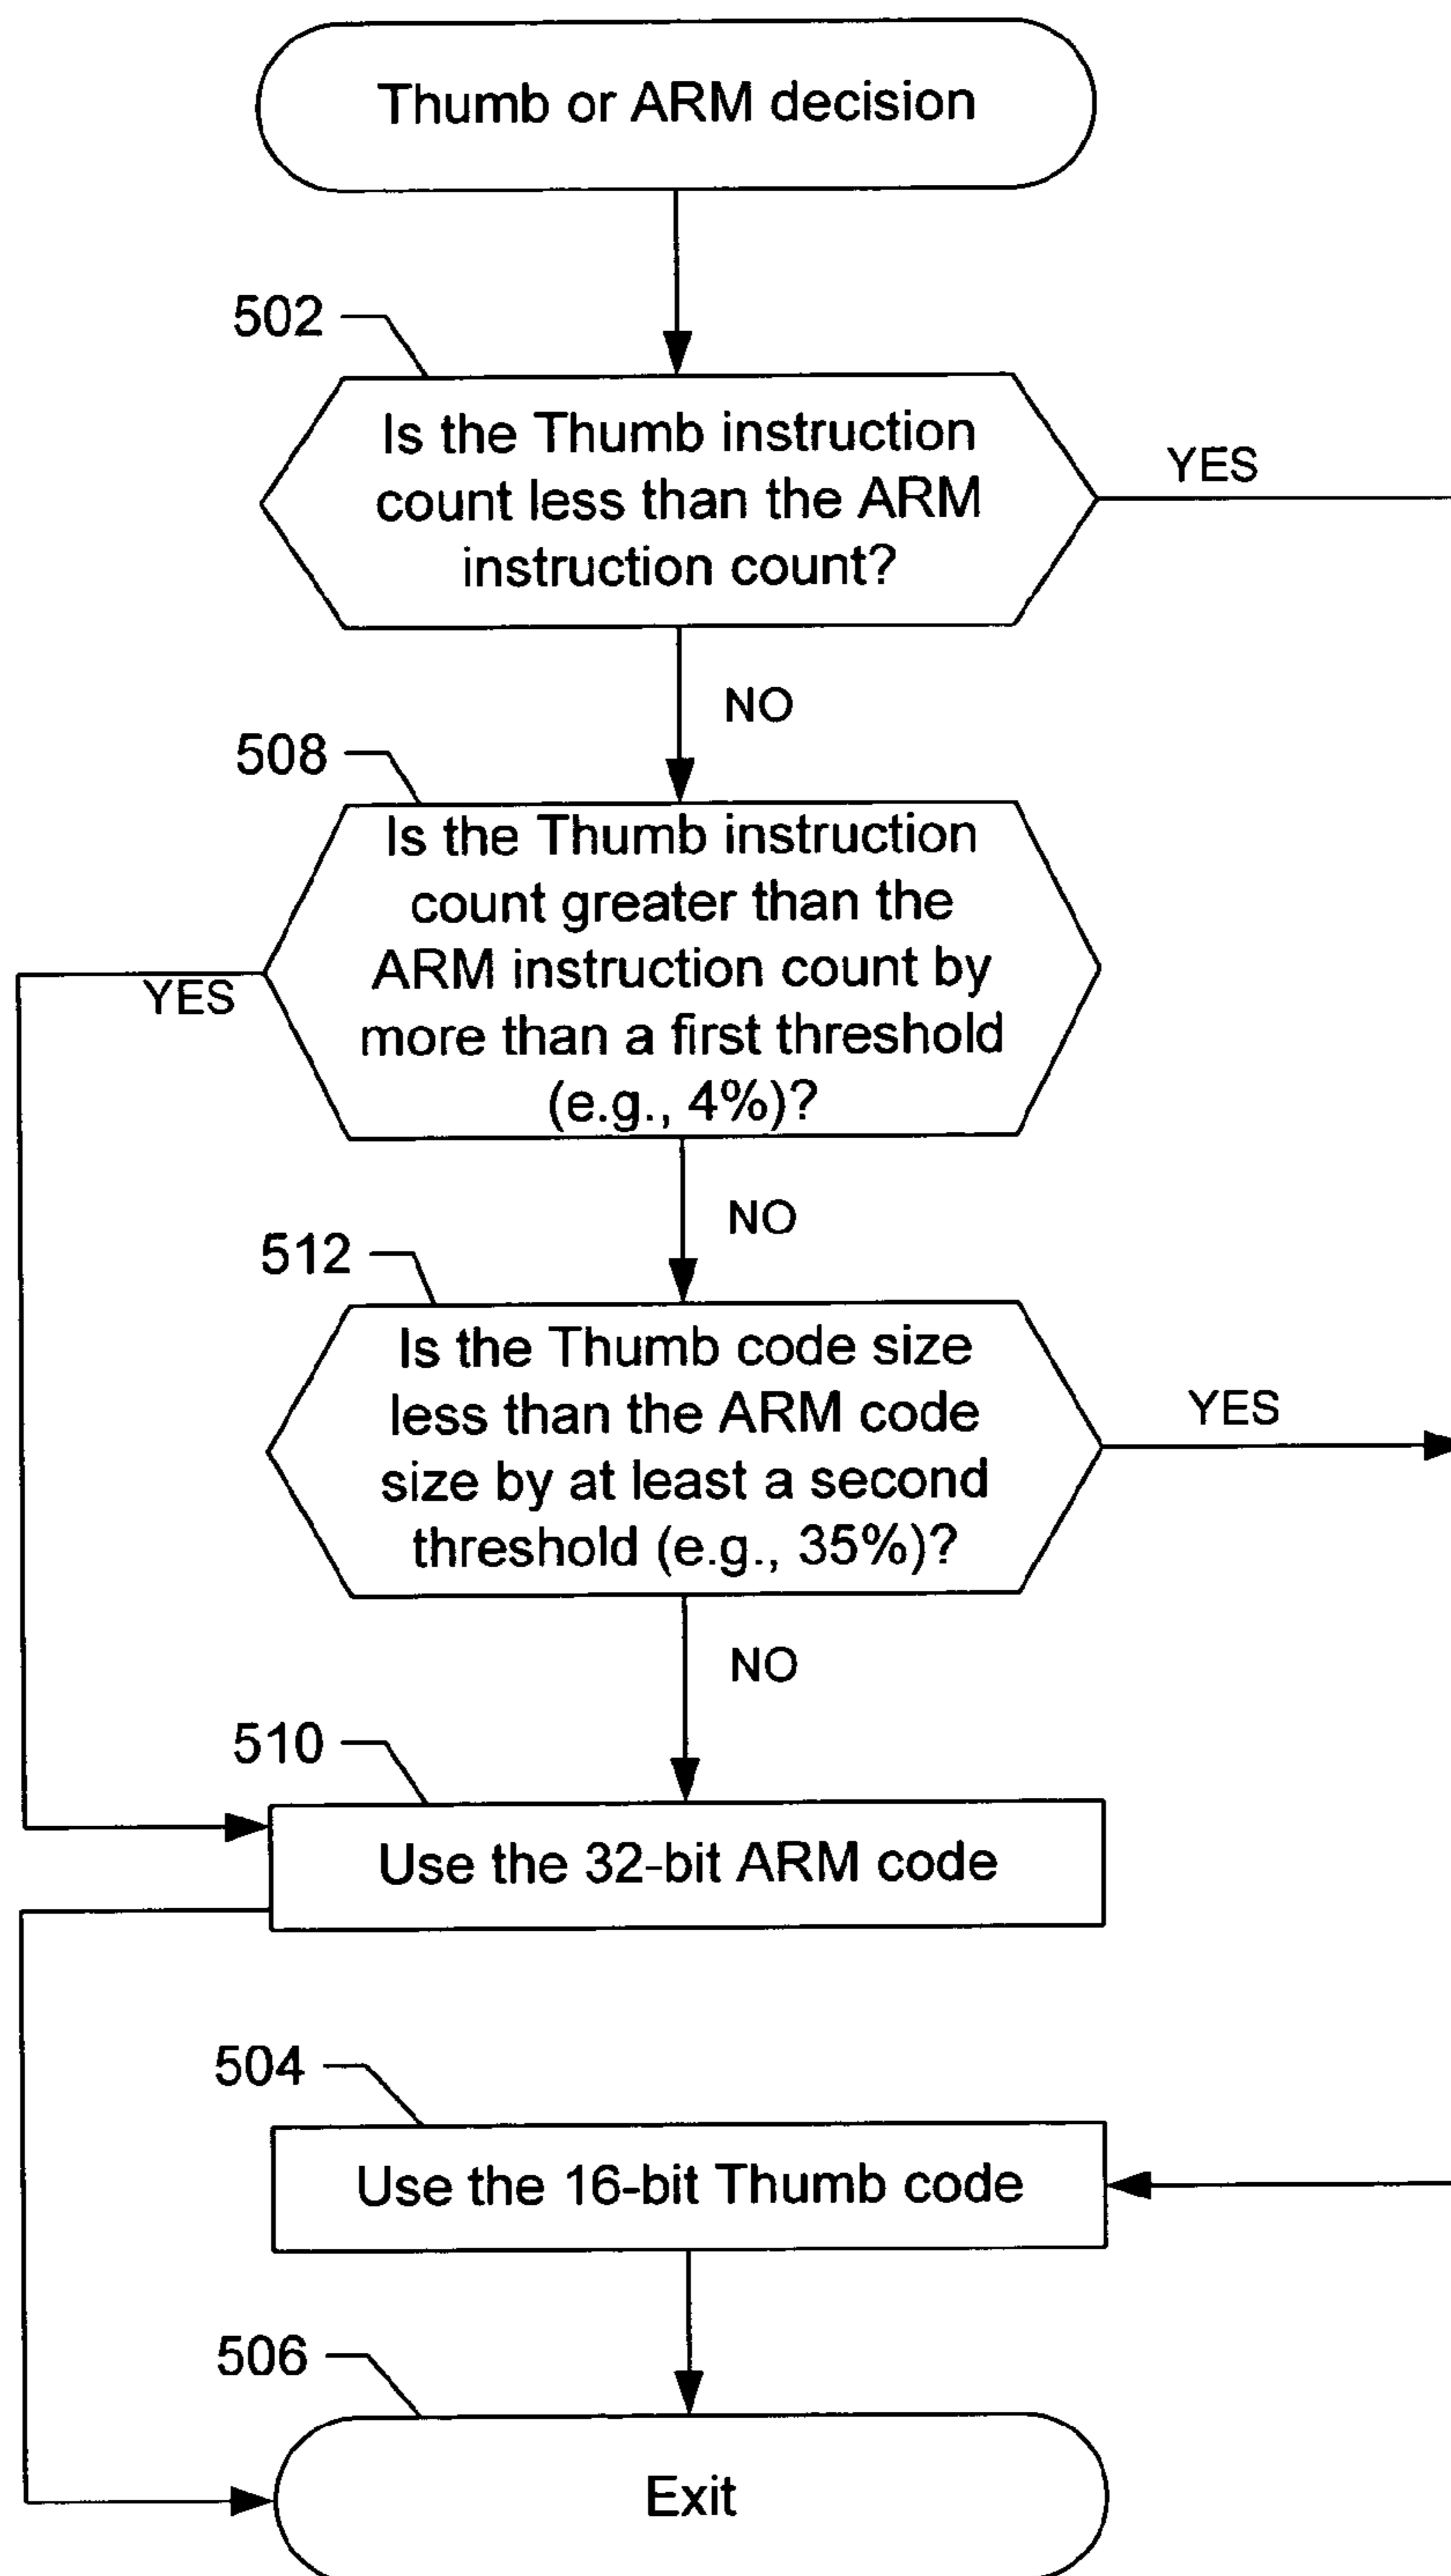 Thumb or ARM decision
502
Is the Thumb instruction
count less than the ARM
instruction count?
YES
NO
508
Is the Thumb instruction
count greater than the
ARM instruction count by
more than a first threshold
(e.g., 4%)?
YES
NO
512
Is the Thumb code size
less than the ARM code
size by at least a second
threshold (e.g., 35%)?
YES
NO
510
Use the 32-bit ARM code
504
Use the 16-bit Thumb code
506
Exit